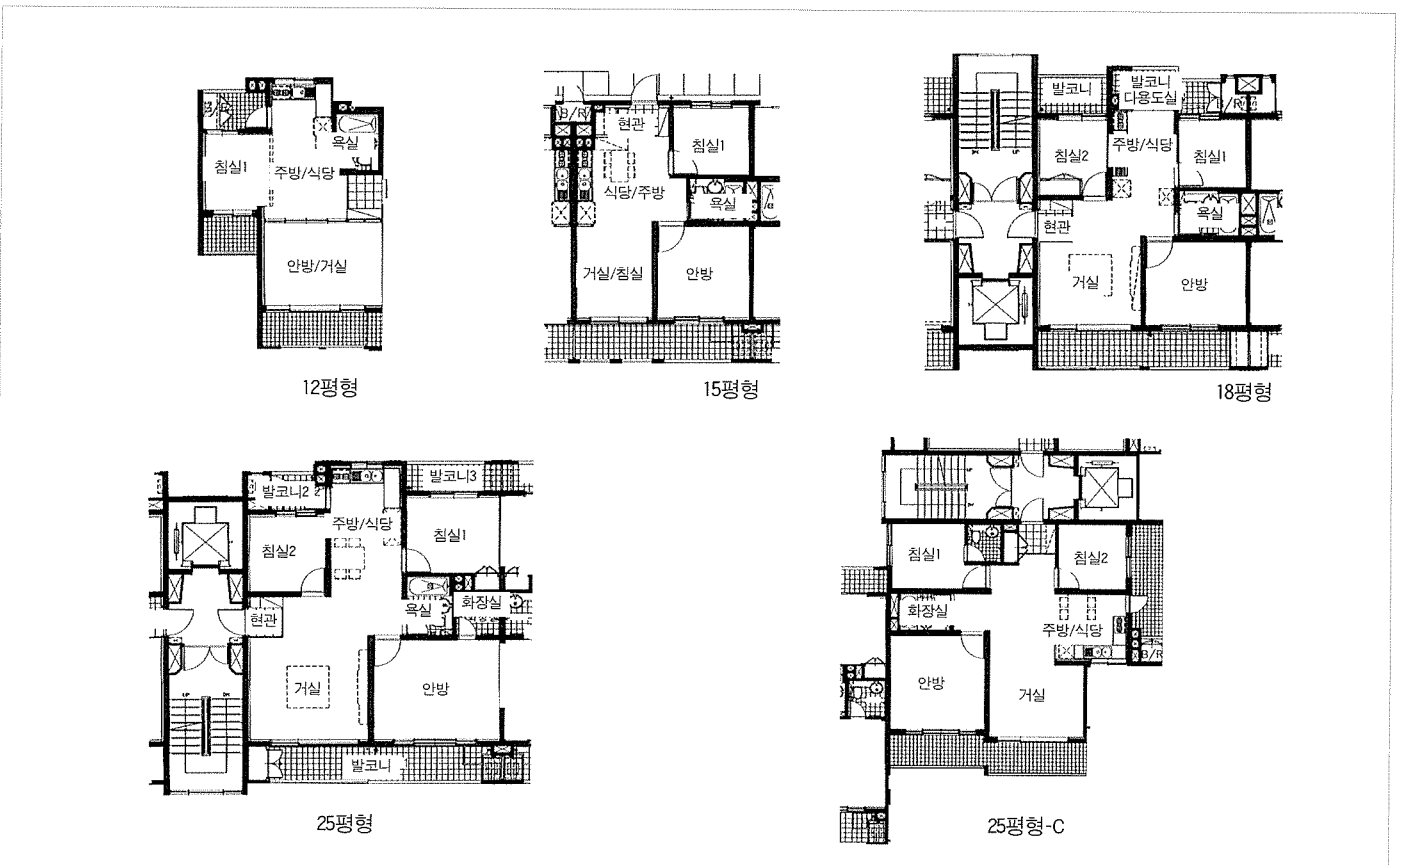 침실1
주방/식당
욕실
안방/거실
12평형
B/R
현관
침실1
식당/주방
욕실
거실/침실
안방
15평형
발코니
발코니
다용도실
B/R
침실2
주방/식당
침실1
욕실
현관
거실
안방
18평형
발코니2
발코니3
주방/식당
침실2
침실1
욕실
화장실
현관
거실
안방
발코니
UP
DN
25평형
침실1
침실2
화장실
주방/식당
B/R
안방
거실
25평형-C